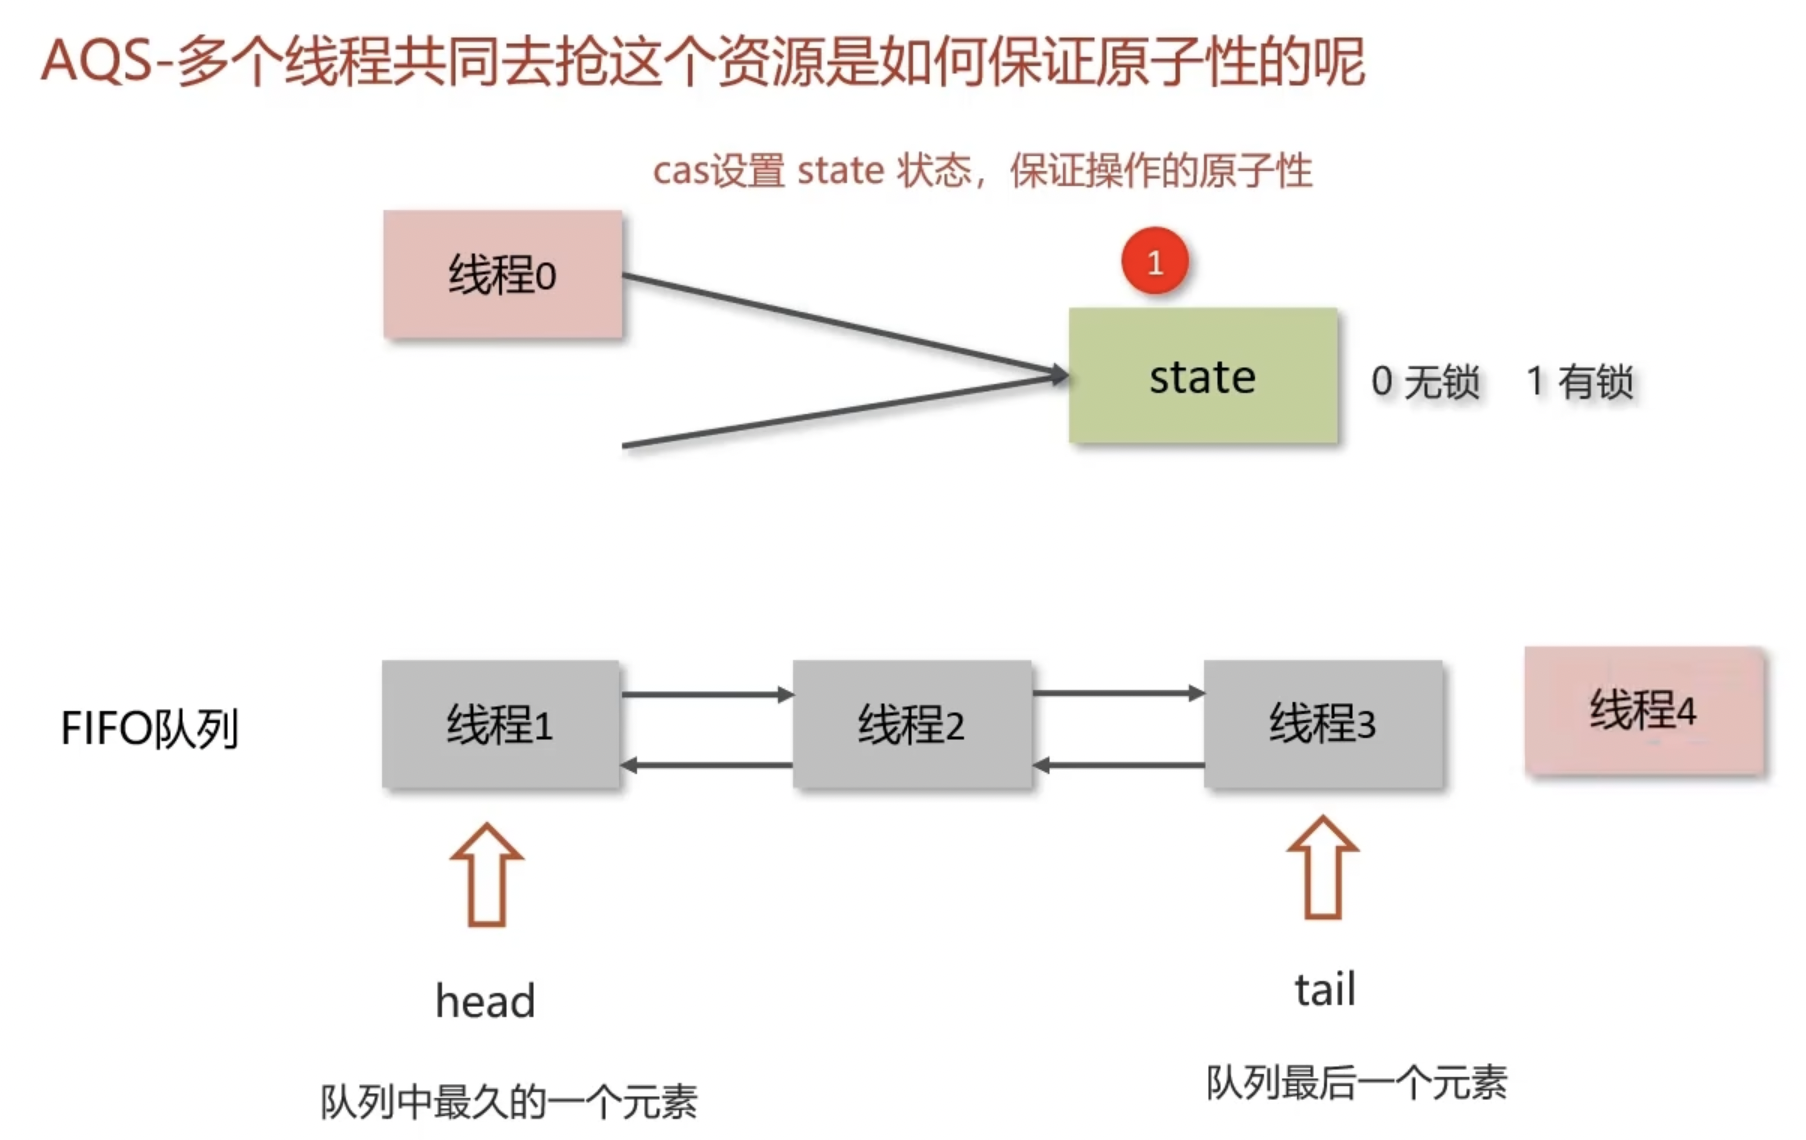 AQS-多个线程共同去抢这个资源是如何保证原子性的呢
cas设置 state 状态，保证操作的原子性
线程0
1
state
0 无锁 1 有锁
FIFO队列
线程1
线程2
线程3
线程4
head
tail
队列中最久的一个元素
队列最后一个元素